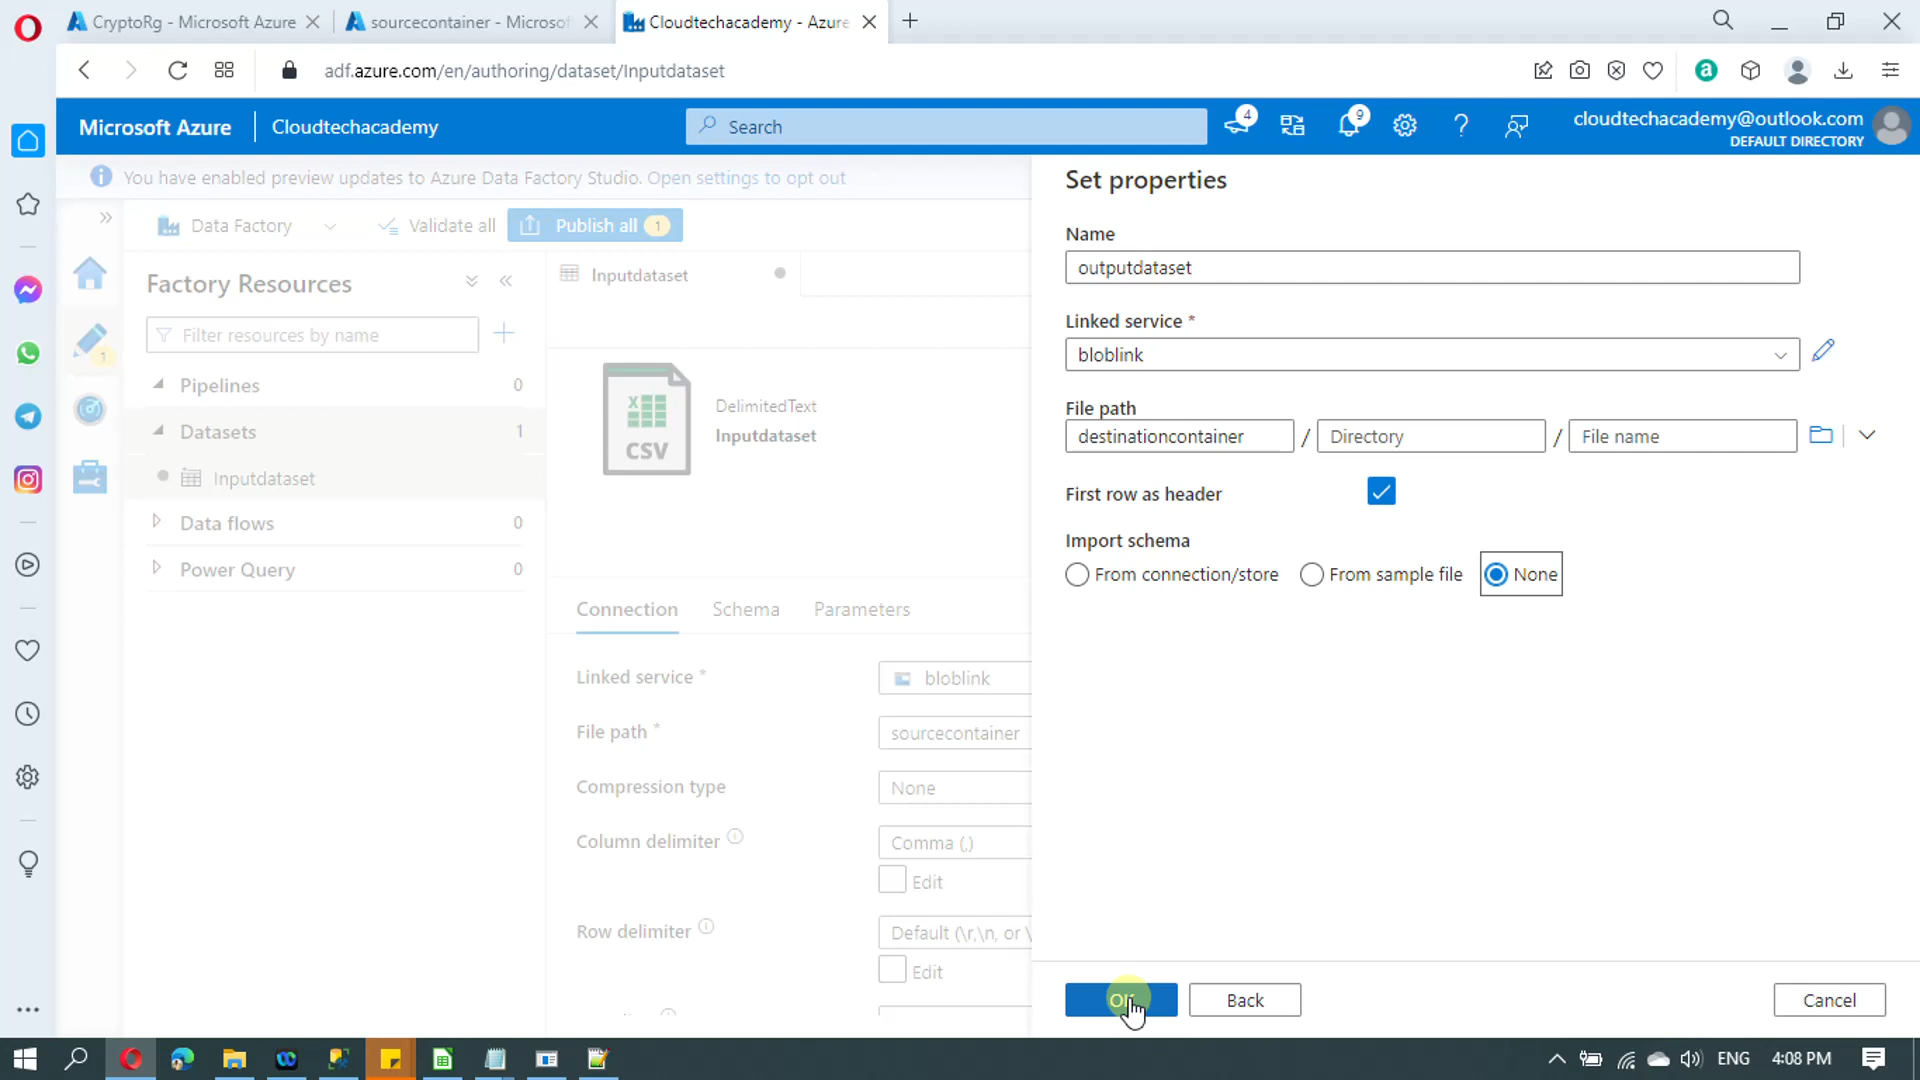 CryptoRg - Microsoft Azure
sourcecontainer - Microsof
Cloudtechacademy - Azure
adf.azure.com/en/authoring/dataset/Inputdataset
Microsoft Azure
Cloudtechacademy
Search
4
9
cloudtechacademy@outlook.com
DEFAULT DIRECTORY
You have enabled preview updates to Azure Data Factory Studio. Open settings to opt out
Data Factory
Validate all
Publish all 1
Factory Resources
Filter resources by name
1
Pipelines 0
Datasets 1
Inputdataset
Data flows 0
Power Query 0
Inputdataset
X
CSV
DelimitedText
Inputdataset
Connection
Schema
Parameters
Linked service *
bloblink
File path *
sourcecontainer
Compression type
None
Column delimiter
Comma (,)
Edit
Row delimiter
Default (\r,\n, or \
Edit
Set properties
Name
outputdataset
Linked service *
bloblink
File path
destinationcontainer / Directory / File name
First row as header
Import schema
From connection/store
From sample file
None
OK
Back
Cancel
a
ENG
4:08 PM